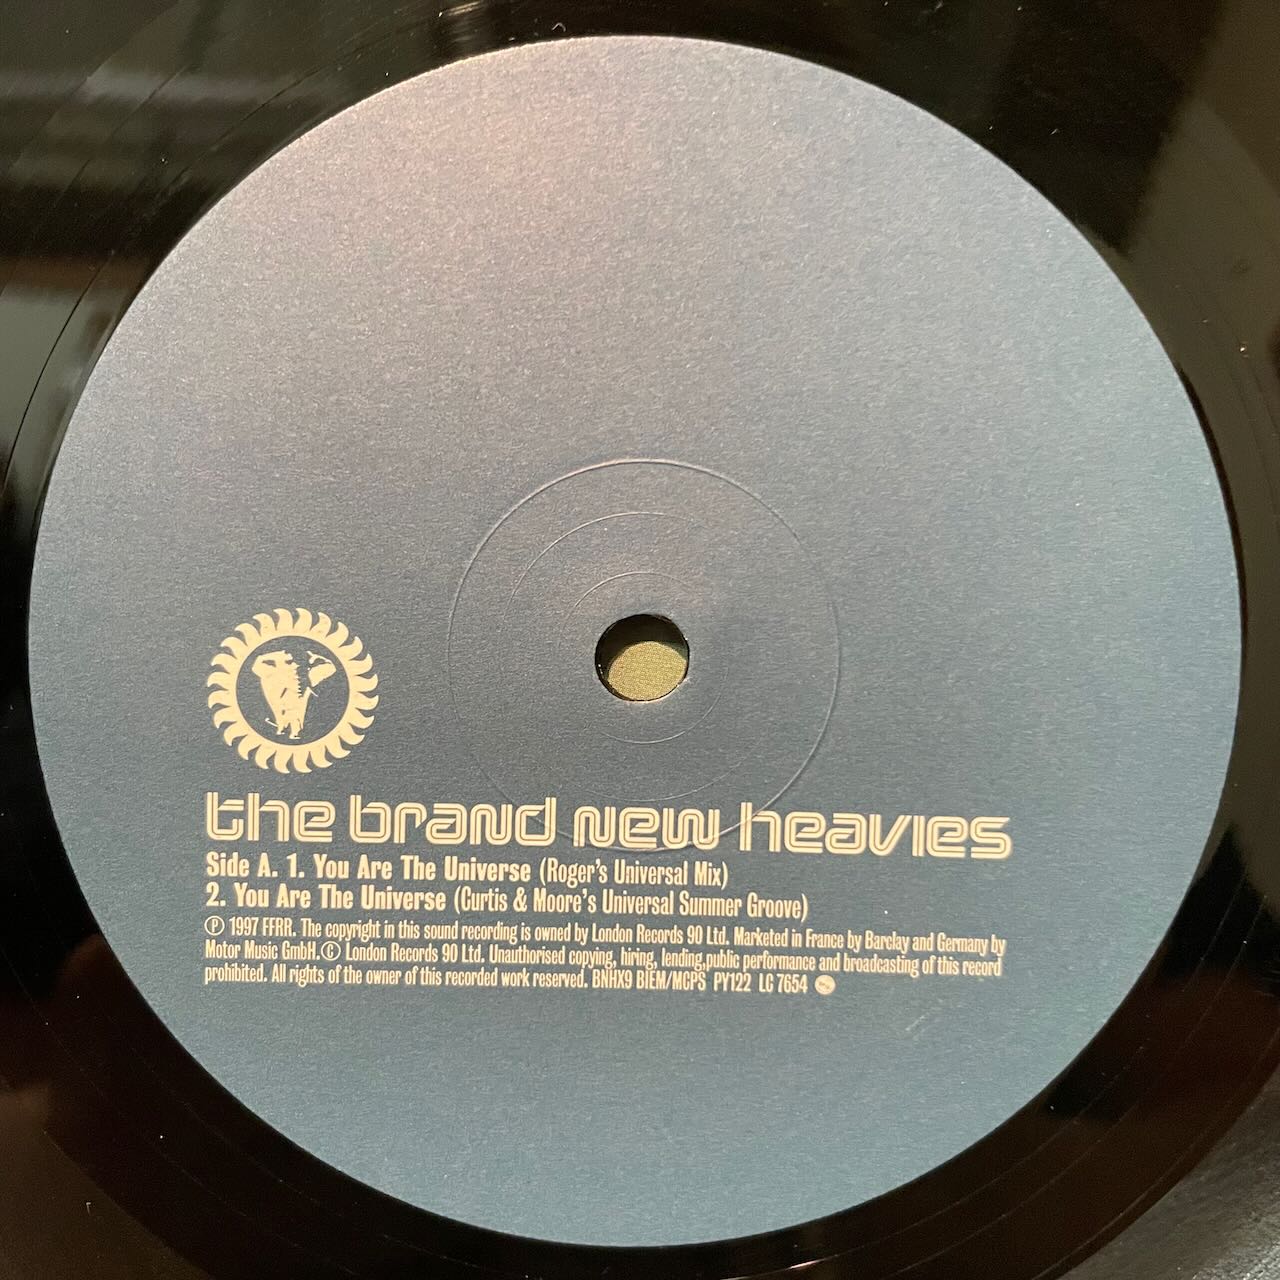 the brand new heavies
Side A. 1. You Are The Universe (Roger's Universal Mix)
2. You Are The Universe (Curtis & Moore's Universal Summer Groove)
℗ 1997 FFRR. The copyright in this sound recording is owned by London Records 90 Ltd. Marketed in France by Barclay and Germany by
Motor Music GmbH. © London Records 90 Ltd. Unauthorised copying, hiring, lending,public performance and broadcasting of this record
prohibited. All rights of the owner of this recorded work reserved. BNHX9 BIEM/MCPS PY122 LC 7654